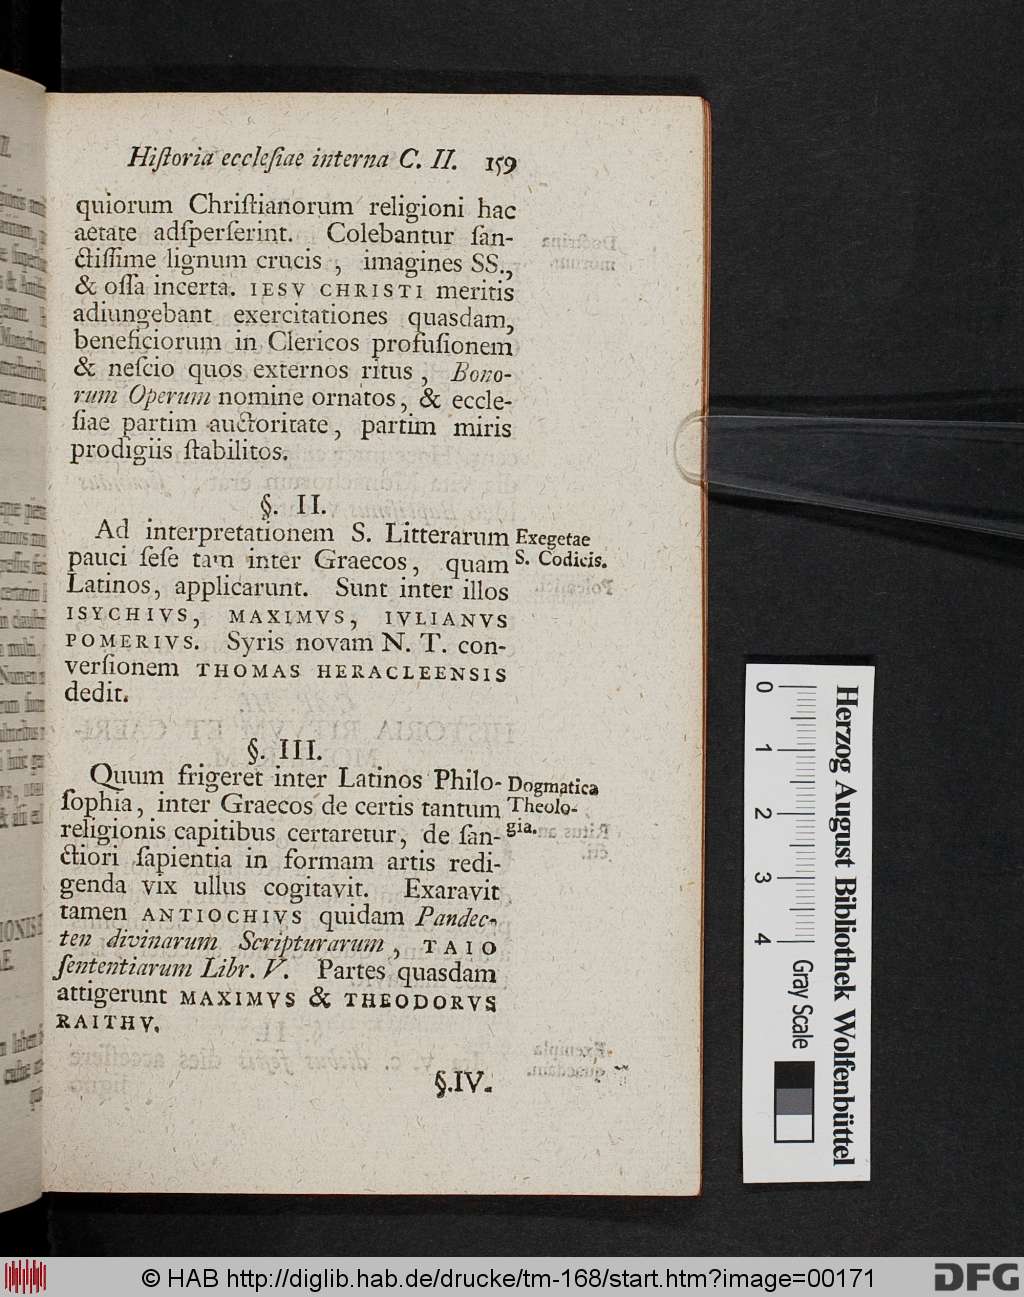 Hiſtoria eccleſiae interna C. II. 159
quiorum Chriſtianorum religioni hac
aetate adſperſerint. Colebantur ſan-
ctiſſime lignum crucis , imagines SS.,
& oſſa incerta. IESV CHRISTI meritis
adiungebant exercitationes quasdam,
beneficiorum in Clericos profuſionem
& neſcio quos externos ritus , Bono-
rum Operum nomine ornatos, & eccle-
ſiae partim auctoritate, partim miris
prodigiis ſtabilitos.
§. II.
Ad interpretationem S. Litterarum
pauci ſeſe tam inter Graecos, quam
Latinos, applicarunt. Sunt inter illos
ISYCHIVS, MAXIMVS, IVLIANVS
POMERIVS. Syris novam N. T. con-
verſionem THOMAS HERACLEENSIS
dedit.
Exegetae
S. Codicis.
§. III.
Quum frigeret inter Latinos Philo-
ſophia, inter Graecos de certis tantum
religionis capitibus certaretur, de ſan-
ctiori ſapientia in formam artis redi-
genda vix ullus cogitavit. Exaravit
tamen ANTIOCHIVS quidam Pandec-
ten divinarum Scripturarum , TAIO
ſententiarum Libr. V. Partes quasdam
attigerunt MAXIMVS & THEODORVS
RAITHV.
Dogmatica
Theolo-
gia.
§.IV.
0 1 2 3 4
Gray Scale
Herzog August Bibliothek Wolfenbüttel
© HAB http://diglib.hab.de/drucke/tm-168/start.htm?image=00171
DFG